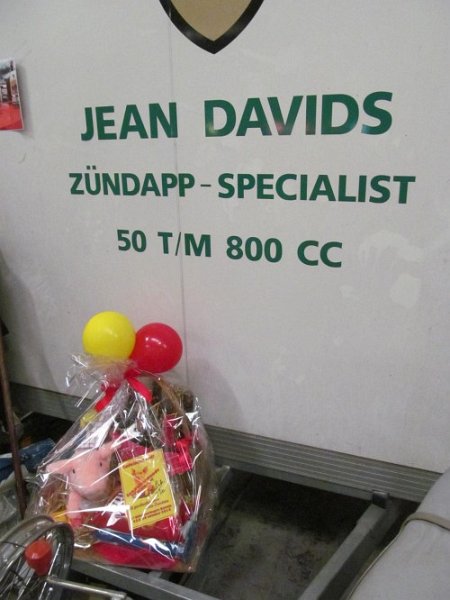 JEAN DAVIDS
ZÜNDAPP-SPECIALIST
50 T/M 800 CC